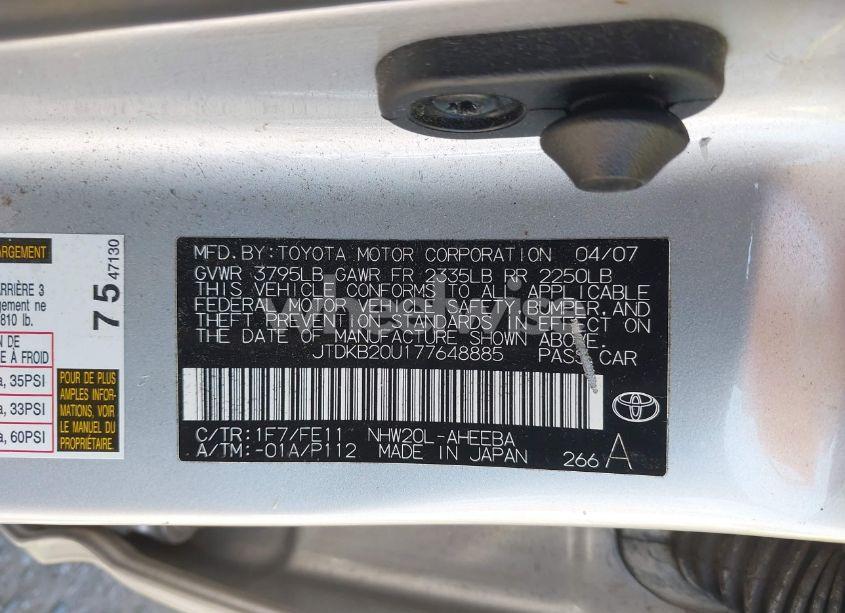 ARGEMENT
47130
75
ARRIÈRE 3
gement ne
810 lb.
N DE
E À FROID
a, 35PSI
a, 33PSI
a, 60PSI
POUR DE PLUS
AMPLES INFOR-
MATIONS, VOIR
LE MANUEL DU
PROPRIÉTAIRE.
MFD.BY:TOYOTA MOTOR CORPORATION 04/07
GVWR 3795LB GAWR FR 2335LB RR 2250LB
THIS VEHICLE CONFORMS TO ALL APPLICABLE
FEDERAL MOTOR VEHICLE SAFETY, BUMPER, AND
THEFT PREVENTION STANDARDS IN EFFECT ON
THE DATE OF MANUFACTURE SHOWN ABOVE.
JTDKB20U177648885 PASS.CAR
C/TR:1F7/FE11 NHW20L-AHEEBA
A/TM:-01A/P112 MADE IN JAPAN 266 A
wheelwise